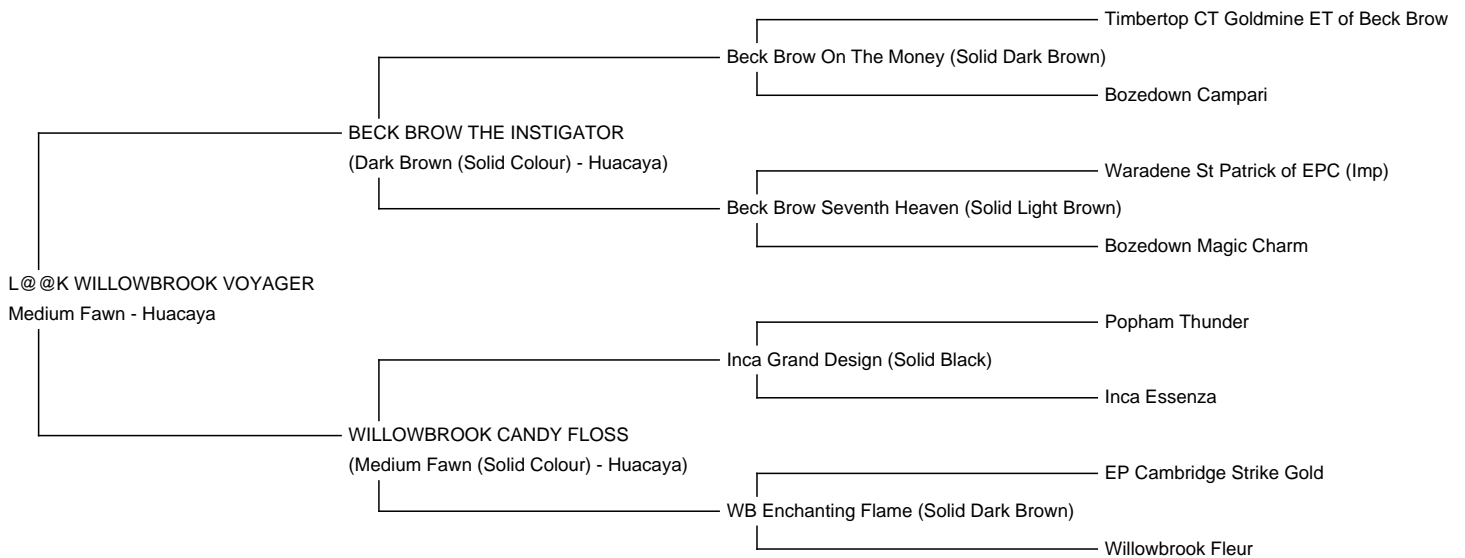 Timbertop CT Goldmine ET of Beck Brow
Beck Brow On The Money (Solid Dark Brown)
Bozedown Campari
BECK BROW THE INSTIGATOR
(Dark Brown (Solid Colour) - Huacaya)
Waradene St Patrick of EPC (Imp)
Beck Brow Seventh Heaven (Solid Light Brown)
Bozedown Magic Charm
L@@K WILLOWBROOK VOYAGER
Medium Fawn - Huacaya
Popham Thunder
Inca Grand Design (Solid Black)
Inca Essenza
WILLOWBROOK CANDY FLOSS
(Medium Fawn (Solid Colour) - Huacaya)
EP Cambridge Strike Gold
WB Enchanting Flame (Solid Dark Brown)
Willowbrook Fleur